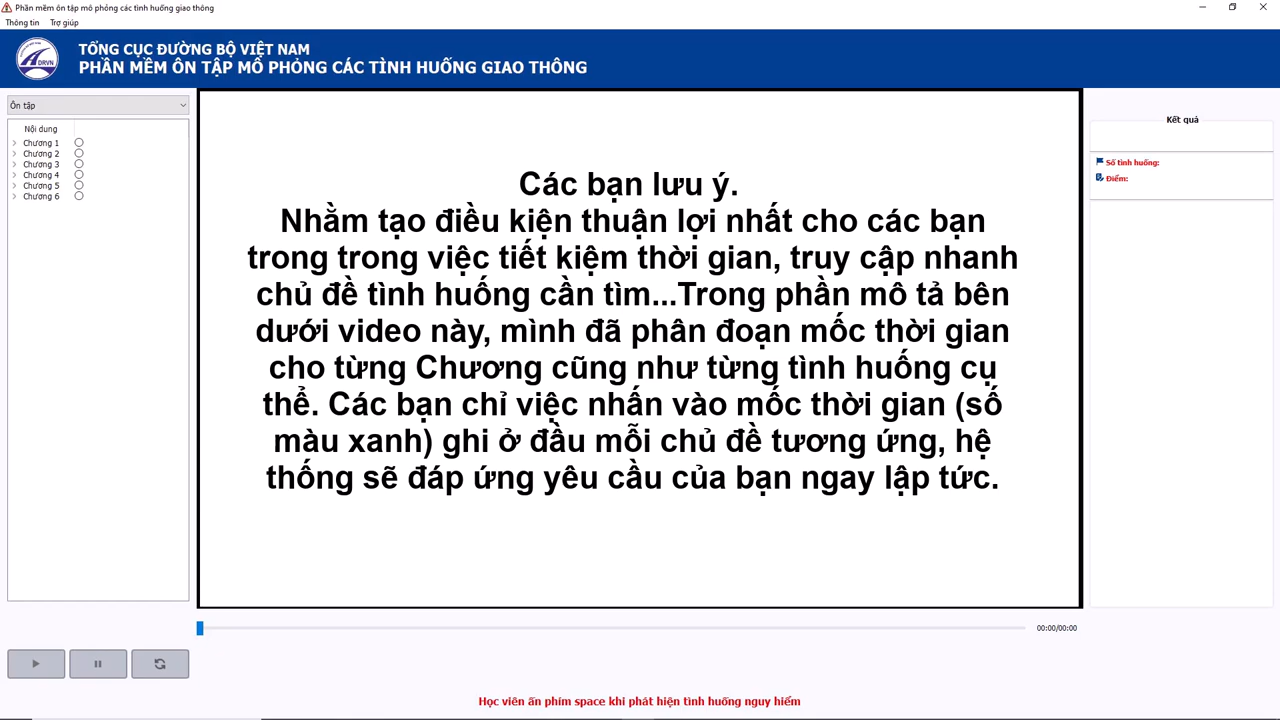 Phần mềm ôn tập mô phỏng các tình huống giao thông
Thông tin Trợ giúp
TỔNG CỤC ĐƯỜNG BỘ VIỆT NAM
PHẦN MỀM ÔN TẬP MÔ PHỎNG CÁC TÌNH HUỐNG GIAO THÔNG
DRVN
Ôn tập
Nội dung
Chương 1
Chương 2
Chương 3
Chương 4
Chương 5
Chương 6
Các bạn lưu ý.
Nhằm tạo điều kiện thuận lợi nhất cho các bạn
trong trong việc tiết kiệm thời gian, truy cập nhanh
chủ đề tình huống cần tìm...Trong phần mô tả bên
dưới video này, mình đã phân đoạn mốc thời gian
cho từng Chương cũng như từng tình huống cụ
thể. Các bạn chỉ việc nhấn vào mốc thời gian (số
màu xanh) ghi ở đầu mỗi chủ đề tương ứng, hệ
thống sẽ đáp ứng yêu cầu của bạn ngay lập tức.
Kết quả
Số tình huống:
Điểm:
00:00/00:00
Học viên ấn phím space khi phát hiện tình huống nguy hiểm